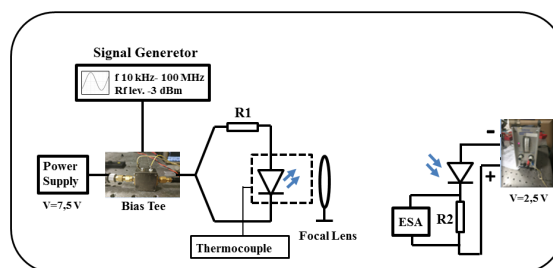 Signal Generetor
f 10 kHz- 100 MHz
Rf lev. -3 dBm
R1
Power
Supply
V=7,5 V
Bias Tee
Thermocouple
Focal Lens
-
+
ESA
R2
V=2,5 V